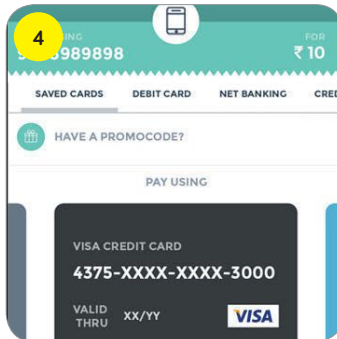 4
FOR
989898
₹ 10
SAVED CARDS DEBIT CARD NET BANKING
HAVE A PROMOCODE?
PAY USING
VISA CREDIT CARD
4375-XXXX-XXXX-3000
VALID THRU XX/YY
VISA